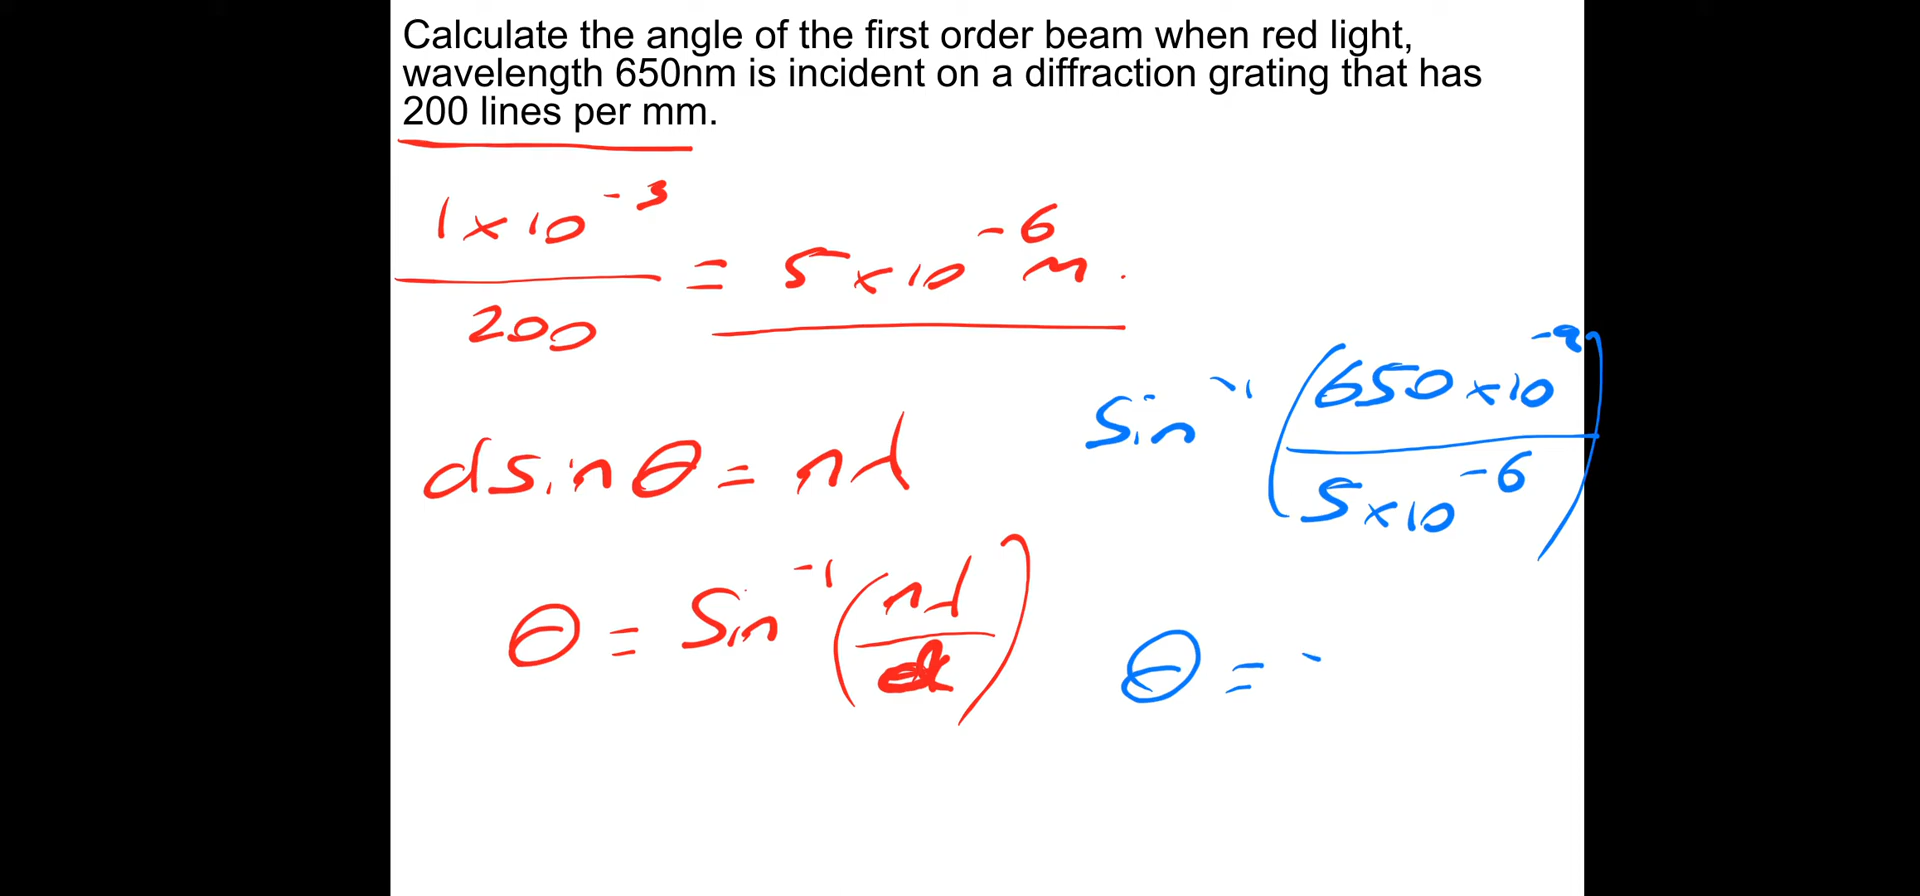 Calculate the angle of the first order beam when red light,
wavelength 650nm is incident on a diffraction grating that has
200 lines per mm.
1 × 10⁻³
200
= 5 × 10⁻⁶ m.
dsinθ = nλ
θ = Sin⁻¹ (nλ/d)
Sin⁻¹ (650 × 10⁻⁹ / 5 × 10⁻⁶)
θ =